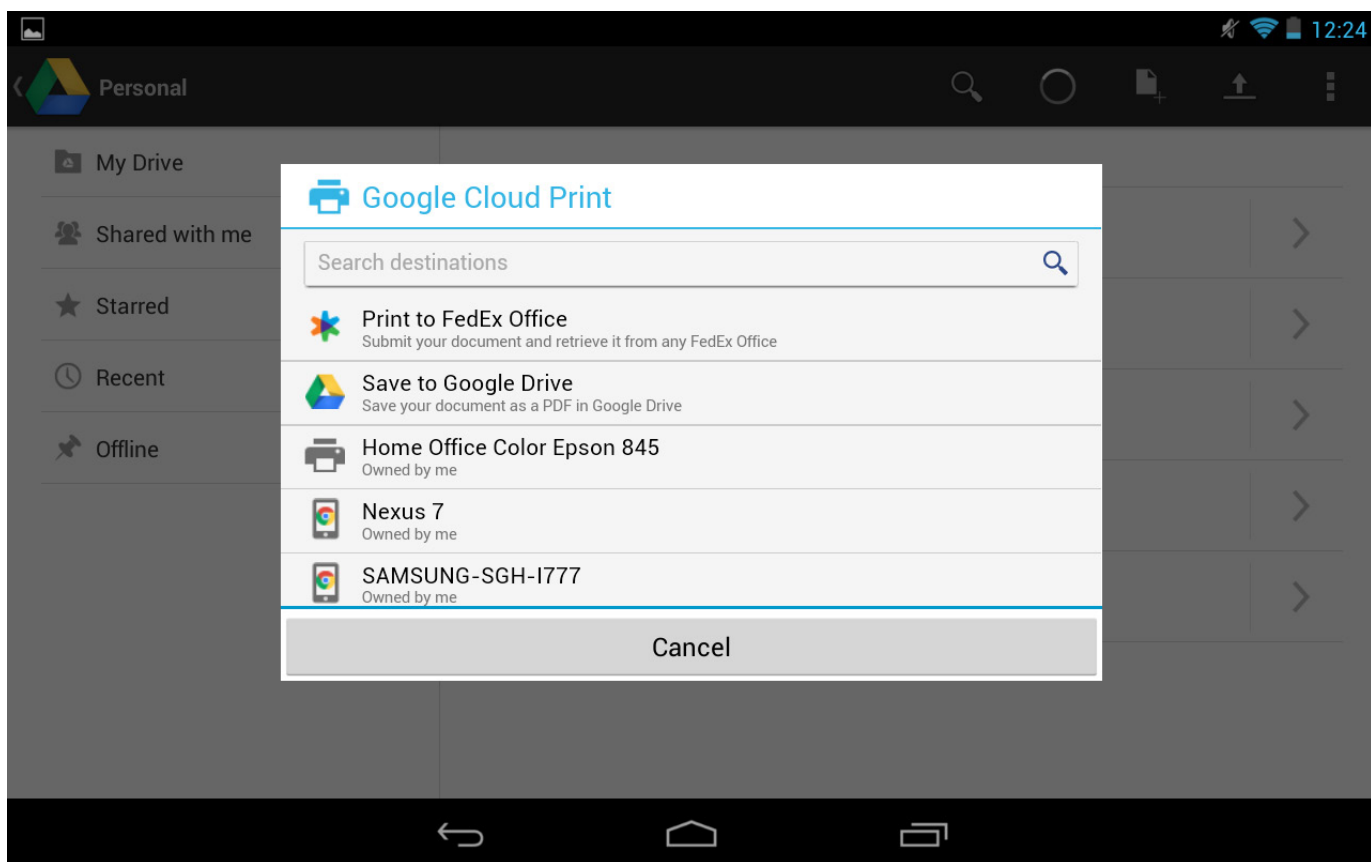 12:24
Personal
My Drive
Shared with me
Starred
Recent
Offline
Google Cloud Print
Search destinations
Print to FedEx Office
Submit your document and retrieve it from any FedEx Office
Save to Google Drive
Save your document as a PDF in Google Drive
Home Office Color Epson 845
Owned by me
Nexus 7
Owned by me
SAMSUNG-SGH-I777
Owned by me
Cancel